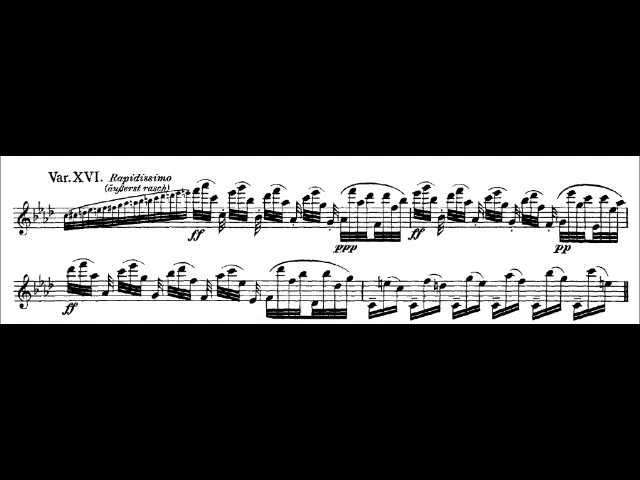 Var. XVI. Rapidissimo
(äußerst rasch)
ff ppp ff pp
ff